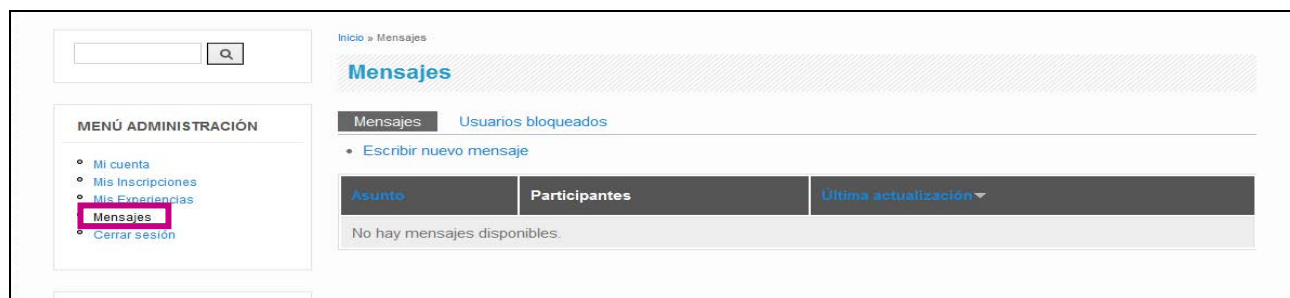 Inicio » Mensajes
Mensajes
MENÚ ADMINISTRACIÓN
Mi cuenta
Mis Inscripciones
Mis Experiencias
Mensajes
Cerrar sesión
Mensajes Usuarios bloqueados
Escribir nuevo mensaje
Asunto Participantes Última actualización
No hay mensajes disponibles.